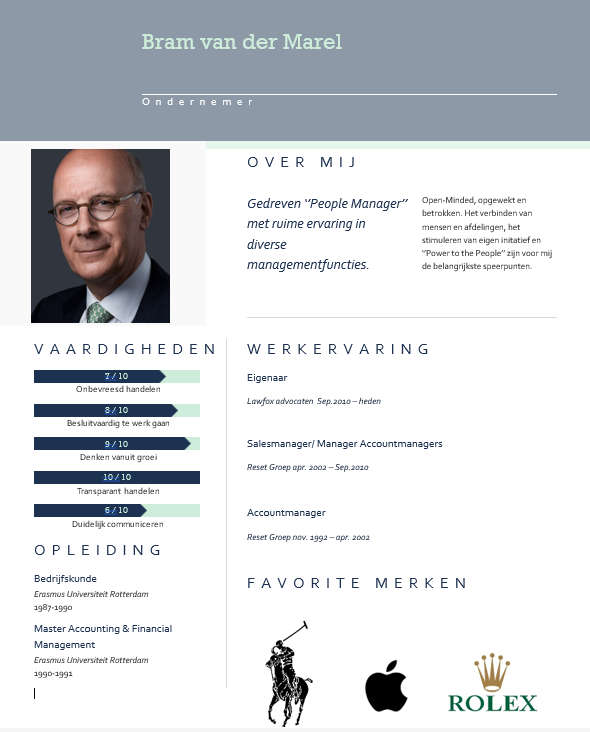 Bram van der Marel
Ondernemer
OVER MIJ
Gedreven ‘’People Manager’’
met ruime ervaring in
diverse
managementfuncties.
Open-Minded, opgewekt en
betrokken. Het verbinden van
mensen en afdelingen, het
stimuleren van eigen initatief en
‘’Power to the People’’ zijn voor mij
de belangrijkste speerpunten.
VAARDIGHEDEN
7 / 10
Onbevreesd handelen
8 / 10
Besluitvaardig te werk gaan
9 / 10
Denken vanuit groei
10 / 10
Transparant handelen
6 / 10
Duidelijk communiceren
OPLEIDING
Bedrijfskunde
Erasmus Universiteit Rotterdam
1987-1990
Master Accounting & Financial
Management
Erasmus Universiteit Rotterdam
1990-1991
WERKERVARING
Eigenaar
Lawfox advocaten Sep.2010 – heden
Salesmanager/ Manager Accountmanagers
Reset Groep apr. 2002 – Sep.2010
Accountmanager
Reset Groep nov. 1992 – apr. 2002
FAVORITE MERKEN
ROLEX